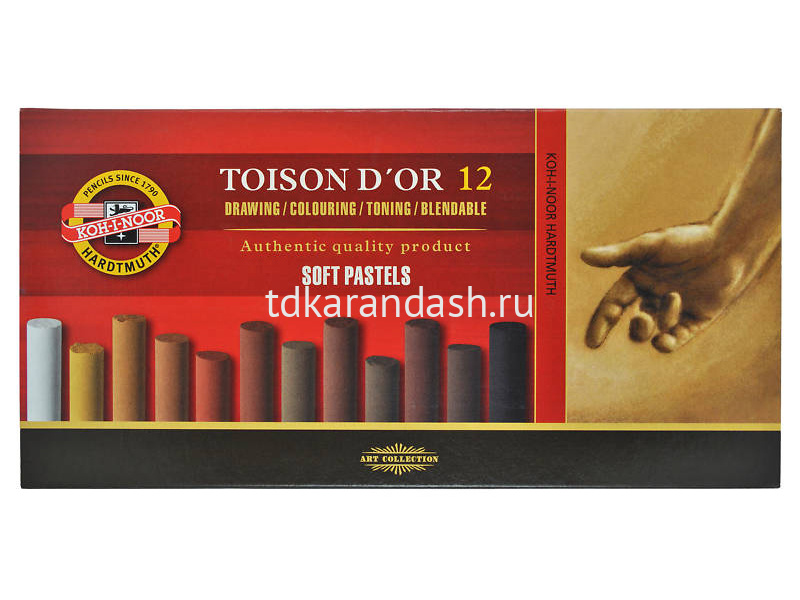 PENCILS SINCE 1790
KOH-I-NOOR
HARDTMUTH®
TOISON D´OR 12
DRAWING/COLOURING/TONING/BLENDABLE
Authentic quality product
SOFT PASTELS
tdkarandash.ru
KOH-I-NOOR HARDTMUTH
ART COLLECTION